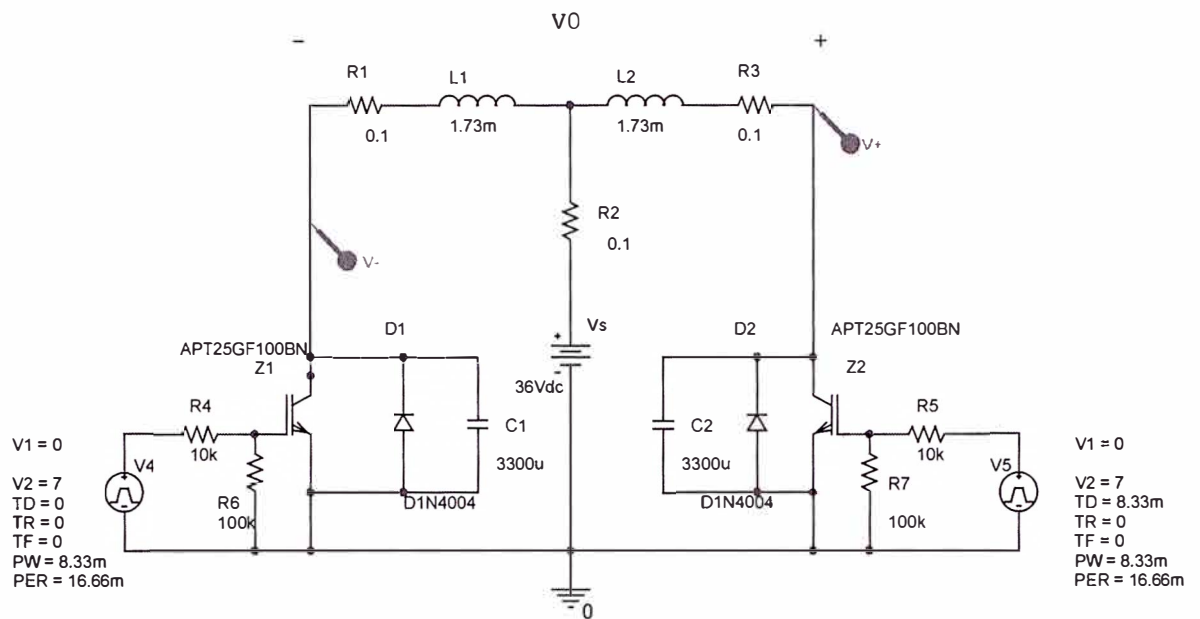 V0
- +
R1 L1 L2 R3
0.1 1.73m 1.73m 0.1
V+
R2
0.1
V-
D1 Vs D2
+
-
APT25GF100BN APT25GF100BN
Z1 Z2
36Vdc
R4 R5
10k 10k
C1 C2
3300u 3300u
V1 = 0 V1 = 0
V4 V5
V2 = 7 V2 = 7
R6 R7
100k 100k
D1N4004 D1N4004
TD = 0 TD = 8.33m
TR = 0 TR = 0
TF = 0 TF = 0
PW = 8.33m PW = 8.33m
PER = 16.66m PER = 16.66m
0